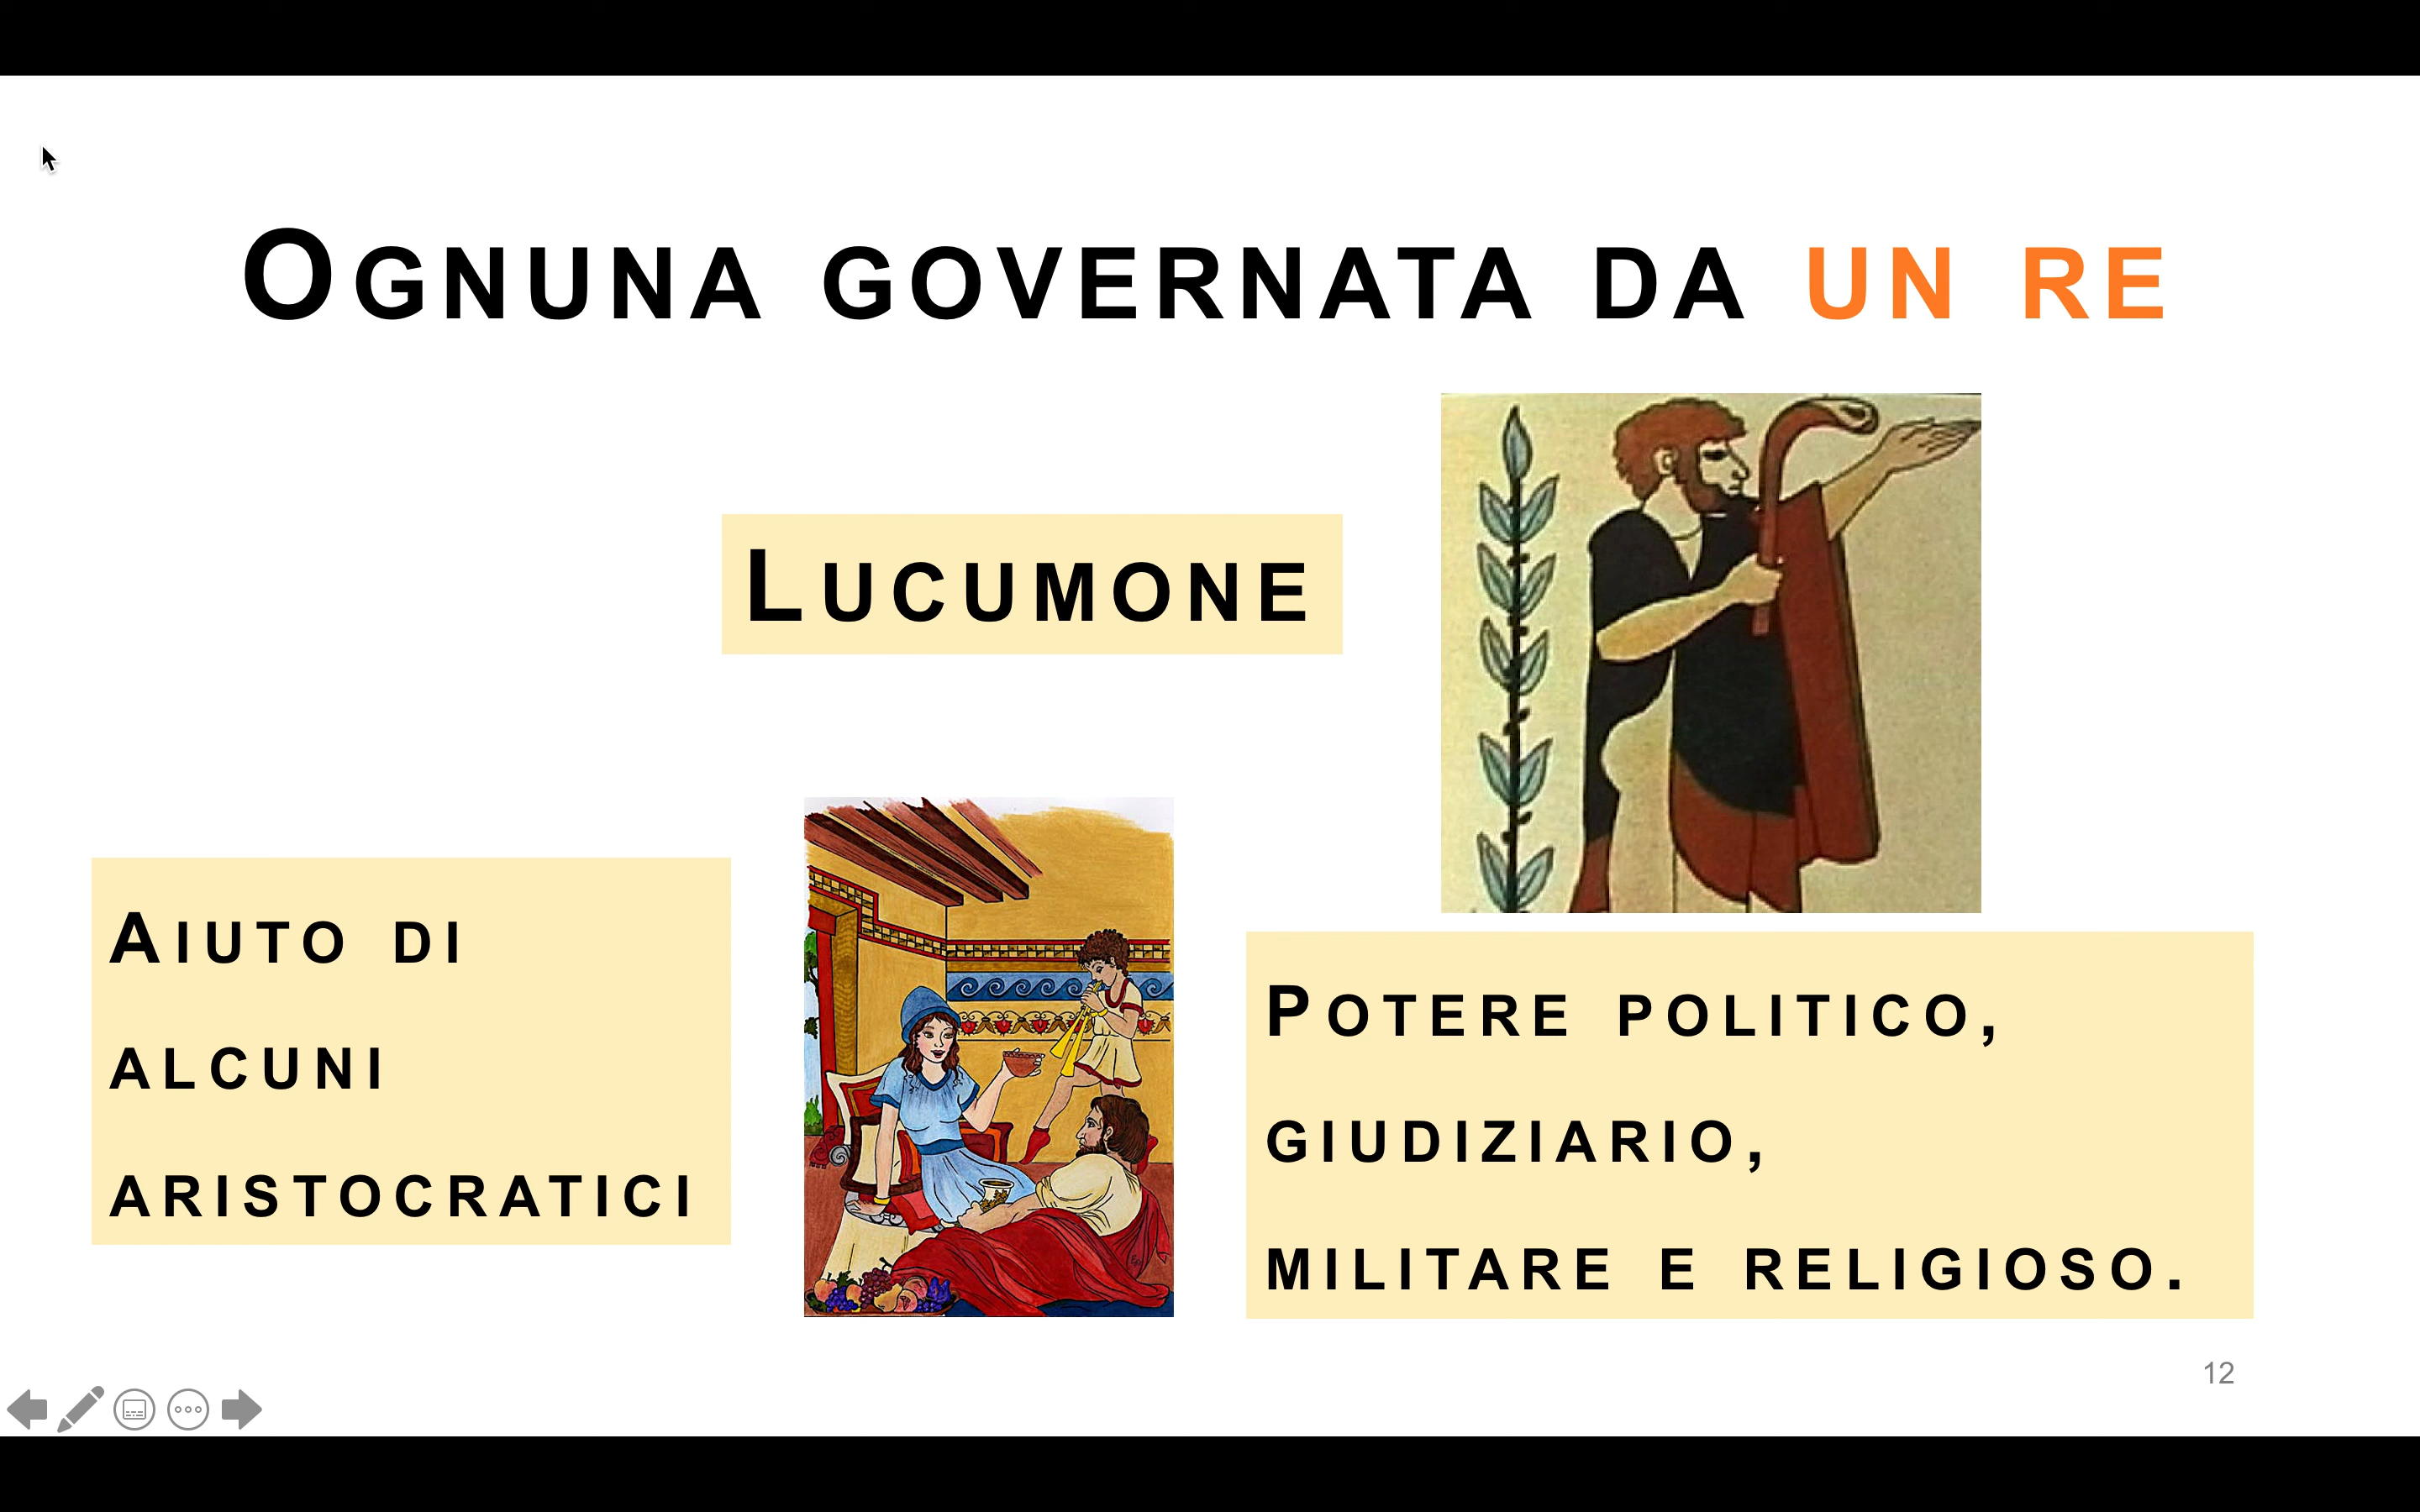 Ognuna governata da un re
Lucumone
Aiuto di
alcuni
aristocratici
Potere politico,
giudiziario,
militare e religioso.
12